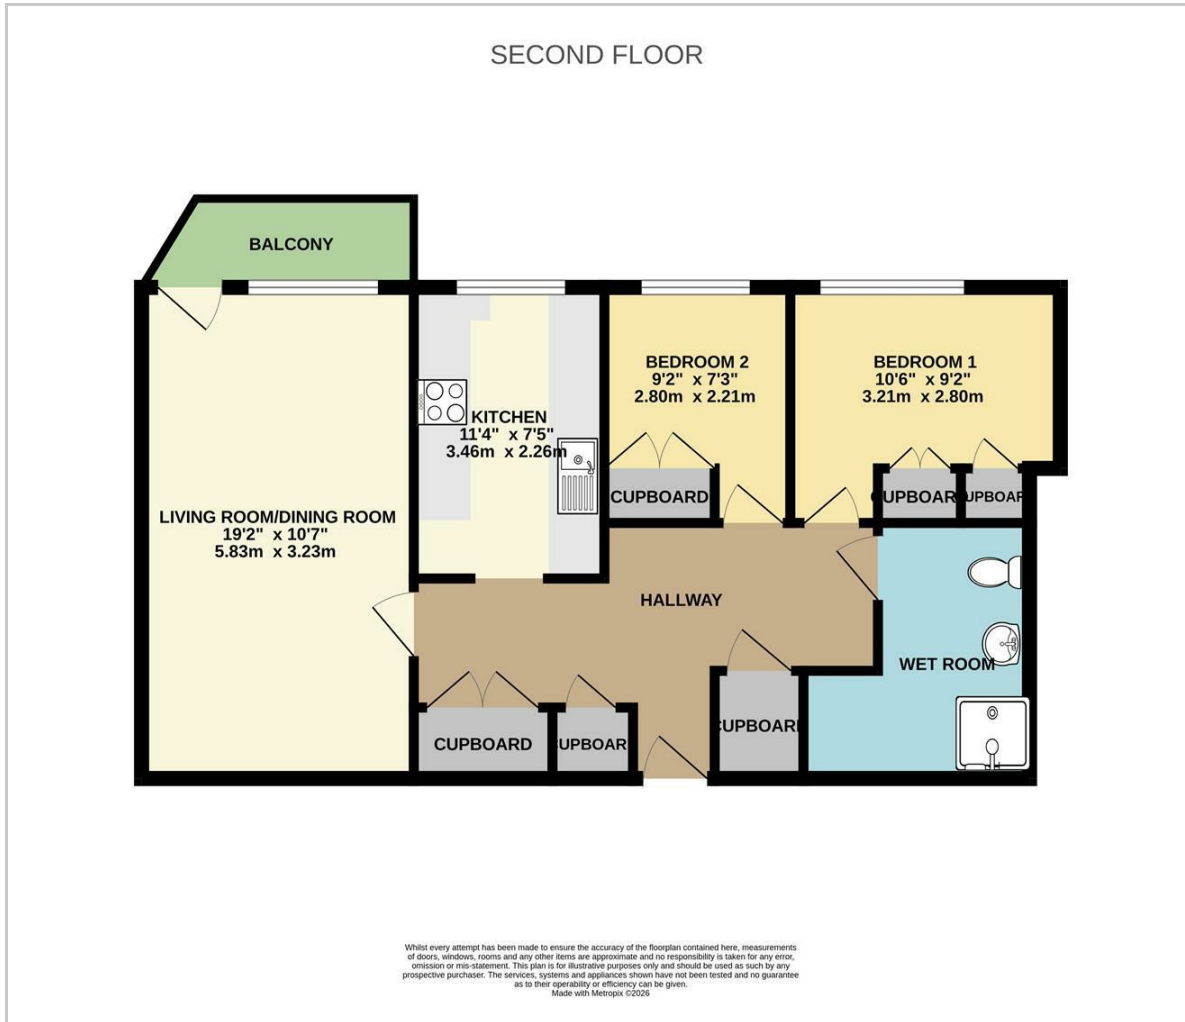 SECOND FLOOR
BALCONY
BEDROOM 2
9'2" x 7'3"
2.80m x 2.21m
BEDROOM 1
10'6" x 9'2"
3.21m x 2.80m
KITCHEN
11'4" x 7'5"
3.46m x 2.26m
CUPBOARD
CUPBOARD
CUPBOARD
LIVING ROOM/DINING ROOM
19'2" x 10'7"
5.83m x 3.23m
HALLWAY
WET ROOM
CUPBOARD
CUPBOARD
CUPBOARD
Whilst every attempt has been made to ensure the accuracy of the floorplan contained here, measurements
of doors, windows, rooms and any other items are approximate and no responsibility is taken for any error,
omission or mis-statement. This plan is for illustrative purposes only and should be used as such by any
prospective purchaser. The services, systems and appliances shown have not been tested and no guarantee
as to their operability or efficiency can be given.
Made with Metropix ©2026